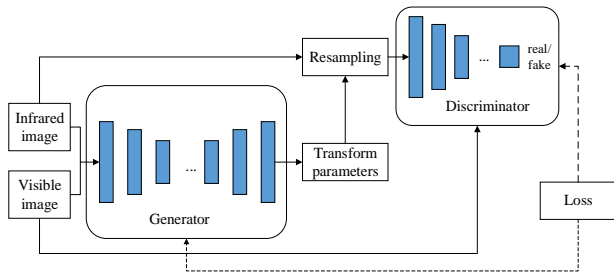 Resampling
...
real/
fake
Discriminator
Infrared
image
Visible
image
...
Generator
Transform
parameters
Loss